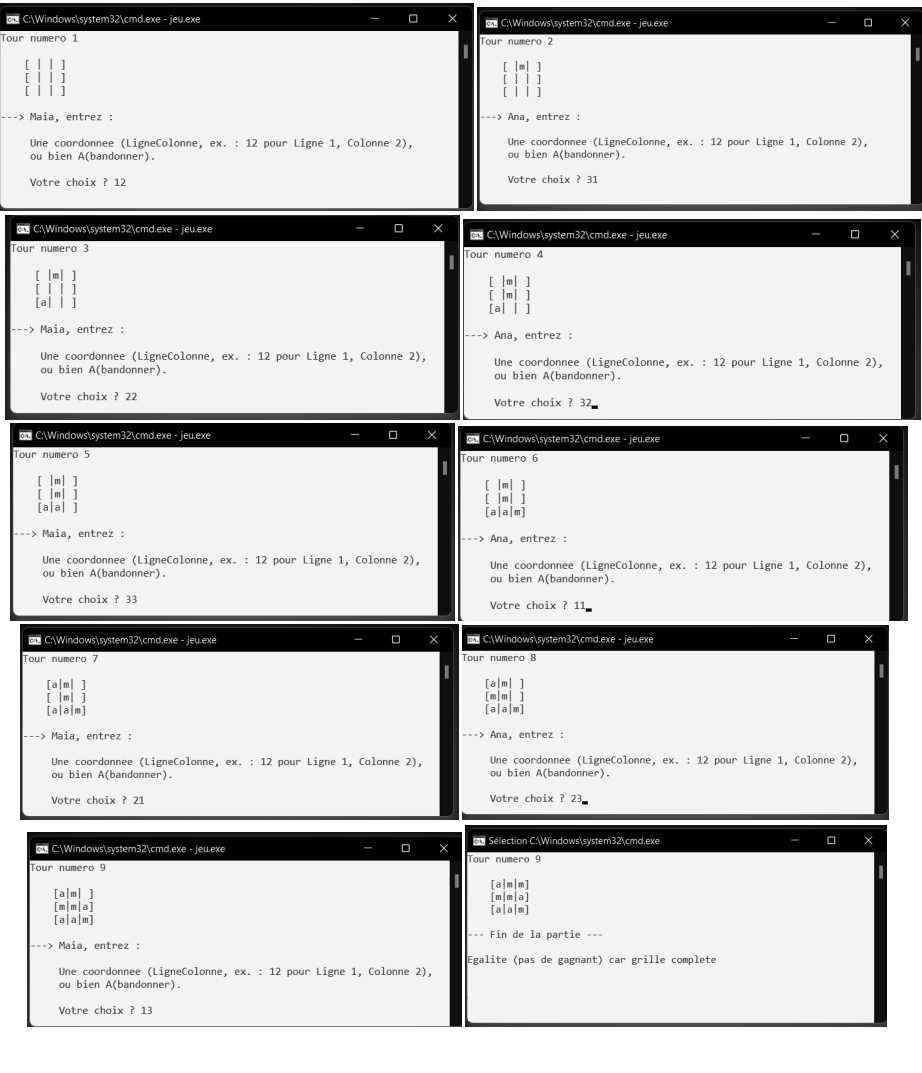 C:\Windows\system32\cmd.exe - jeu.exe
Tour numero 1
[ | | ]
[ | | ]
[ | | ]
---> Maia, entrez :
Une coordonnee (LigneColonne, ex. : 12 pour Ligne 1, Colonne 2),
ou bien A(bandonner).
Votre choix ? 12
C:\Windows\system32\cmd.exe - jeu.exe
Tour numero 2
[ |m| ]
[ | | ]
[ | | ]
---> Ana, entrez :
Une coordonnee (LigneColonne, ex. : 12 pour Ligne 1, Colonne 2),
ou bien A(bandonner).
Votre choix ? 31
C:\Windows\system32\cmd.exe - jeu.exe
Tour numero 3
[ |m| ]
[ | | ]
[a| | ]
---> Maia, entrez :
Une coordonnee (LigneColonne, ex. : 12 pour Ligne 1, Colonne 2),
ou bien A(bandonner).
Votre choix ? 22
C:\Windows\system32\cmd.exe - jeu.exe
Tour numero 4
[ |m| ]
[ |m| ]
[a| | ]
---> Ana, entrez :
Une coordonnee (LigneColonne, ex. : 12 pour Ligne 1, Colonne 2),
ou bien A(bandonner).
Votre choix ? 32
C:\Windows\system32\cmd.exe - jeu.exe
Tour numero 5
[ |m| ]
[ |m| ]
[a|a| ]
---> Maia, entrez :
Une coordonnee (LigneColonne, ex. : 12 pour Ligne 1, Colonne 2),
ou bien A(bandonner).
Votre choix ? 33
C:\Windows\system32\cmd.exe - jeu.exe
Tour numero 6
[ |m| ]
[ |m| ]
[a|a|m]
---> Ana, entrez :
Une coordonnee (LigneColonne, ex. : 12 pour Ligne 1, Colonne 2),
ou bien A(bandonner).
Votre choix ? 11
C:\Windows\system32\cmd.exe - jeu.exe
Tour numero 7
[a|m| ]
[ |m| ]
[a|a|m]
---> Maia, entrez :
Une coordonnee (LigneColonne, ex. : 12 pour Ligne 1, Colonne 2),
ou bien A(bandonner).
Votre choix ? 21
C:\Windows\system32\cmd.exe - jeu.exe
Tour numero 8
[a|m| ]
[m|m| ]
[a|a|m]
---> Ana, entrez :
Une coordonnee (LigneColonne, ex. : 12 pour Ligne 1, Colonne 2),
ou bien A(bandonner).
Votre choix ? 23
C:\Windows\system32\cmd.exe - jeu.exe
Tour numero 9
[a|m| ]
[m|m|a]
[a|a|m]
---> Maia, entrez :
Une coordonnee (LigneColonne, ex. : 12 pour Ligne 1, Colonne 2),
ou bien A(bandonner).
Votre choix ? 13
Sélection C:\Windows\system32\cmd.exe
Tour numero 9
[a|m|m]
[m|m|a]
[a|a|m]
--- Fin de la partie ---
Egalite (pas de gagnant) car grille complete